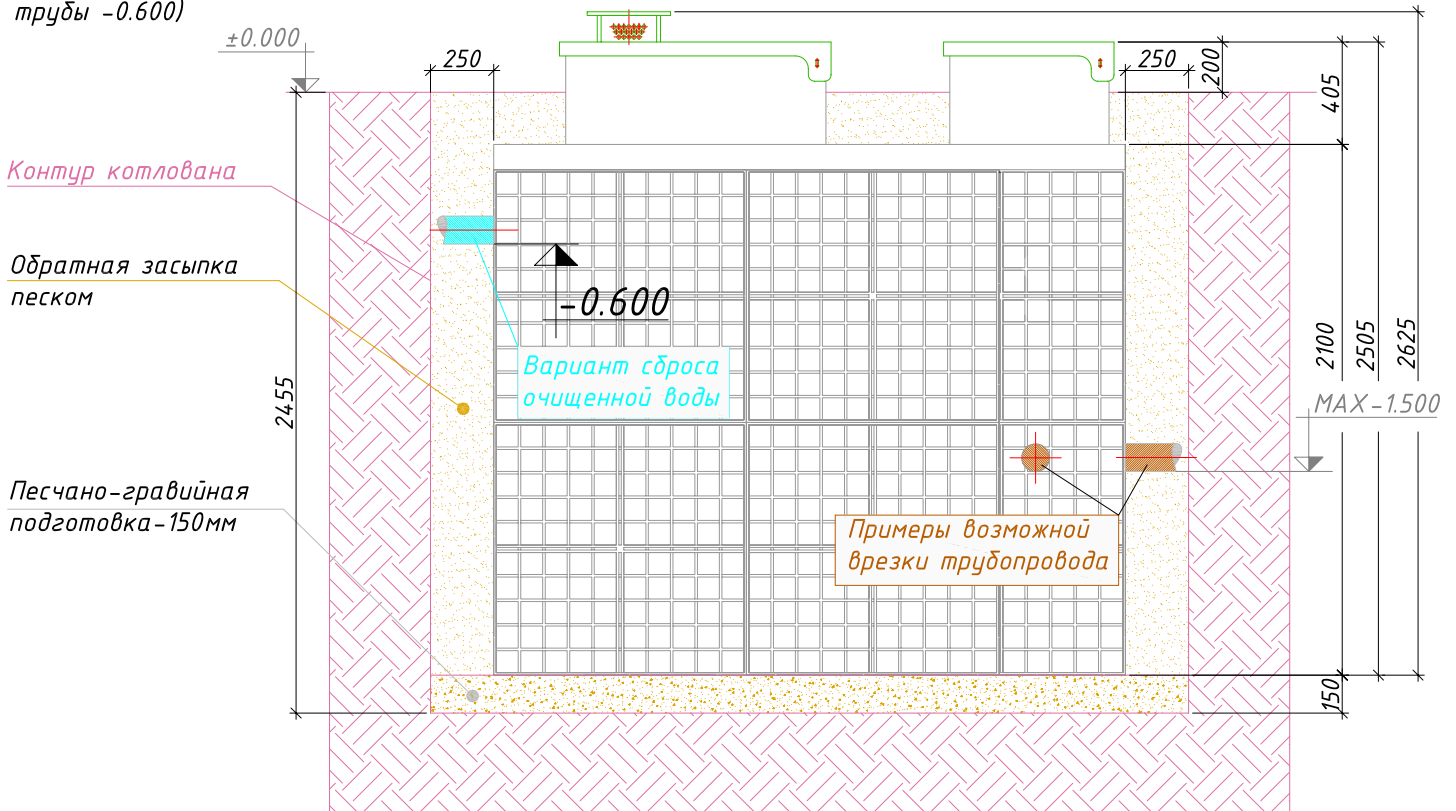 трубы -0.600)
±0.000
250
250
200
405
Контур котлована
Обратная засыпка
песком
-0.600
Вариант сброса
очищенной воды
2455
2100
2505
2625
MAX-1.500
Песчано-гравийная
подготовка-150мм
Примеры возможной
врезки трубопровода
150